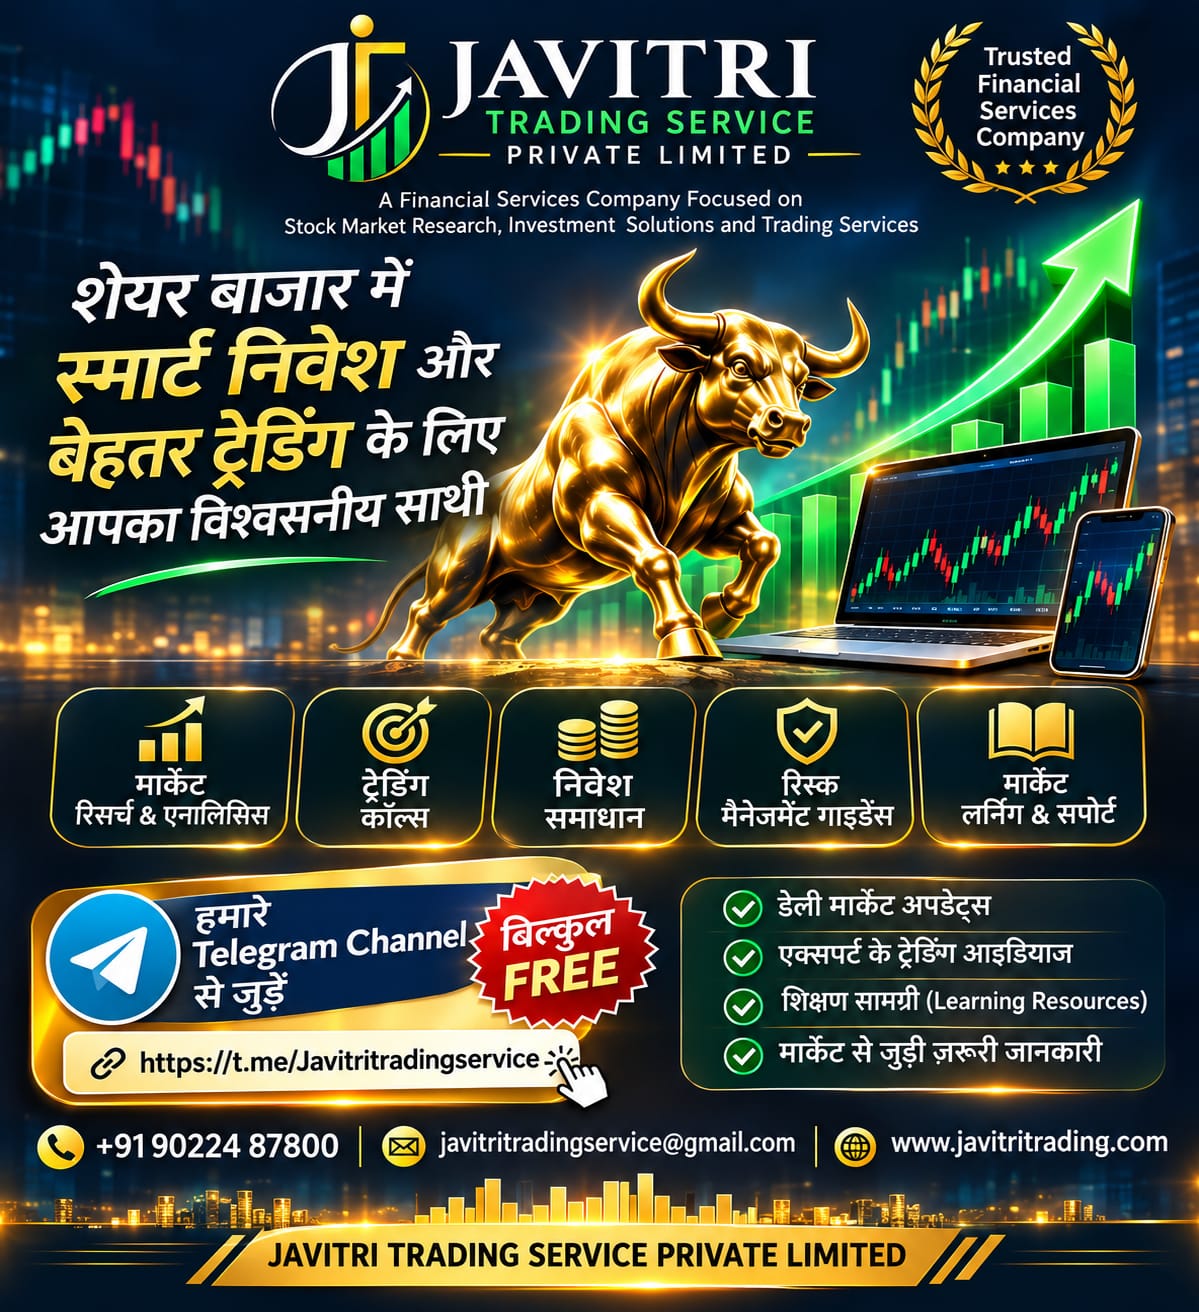 JAVITRI
TRADING SERVICE
PRIVATE LIMITED
Trusted
Financial
Services
Company
A Financial Services Company Focused on
Stock Market Research, Investment Solutions and Trading Services
शेयर बाजार में
स्मार्ट निवेश और
बेहतर ट्रेडिंग के लिए
आपका विश्वसनीय साथी
मार्केट
रिसर्च & एनालिसिस
ट्रेडिंग
कॉल्स
निवेश
समाधान
रिस्क
मैनेजमेंट गाइडेंस
मार्केट
लर्निंग & सपोर्ट
हमारे
Telegram Channel
से जुड़ें
बिल्कुल
FREE
https://t.me/Javitritradingservice
डेली मार्केट अपडेट्स
एक्सपर्ट के ट्रेडिंग आइडियाज
शिक्षण सामग्री (Learning Resources)
मार्केट से जुड़ी ज़रूरी जानकारी
+91 90224 87800
javitritradingservice@gmail.com
www.javitritrading.com
JAVITRI TRADING SERVICE PRIVATE LIMITED